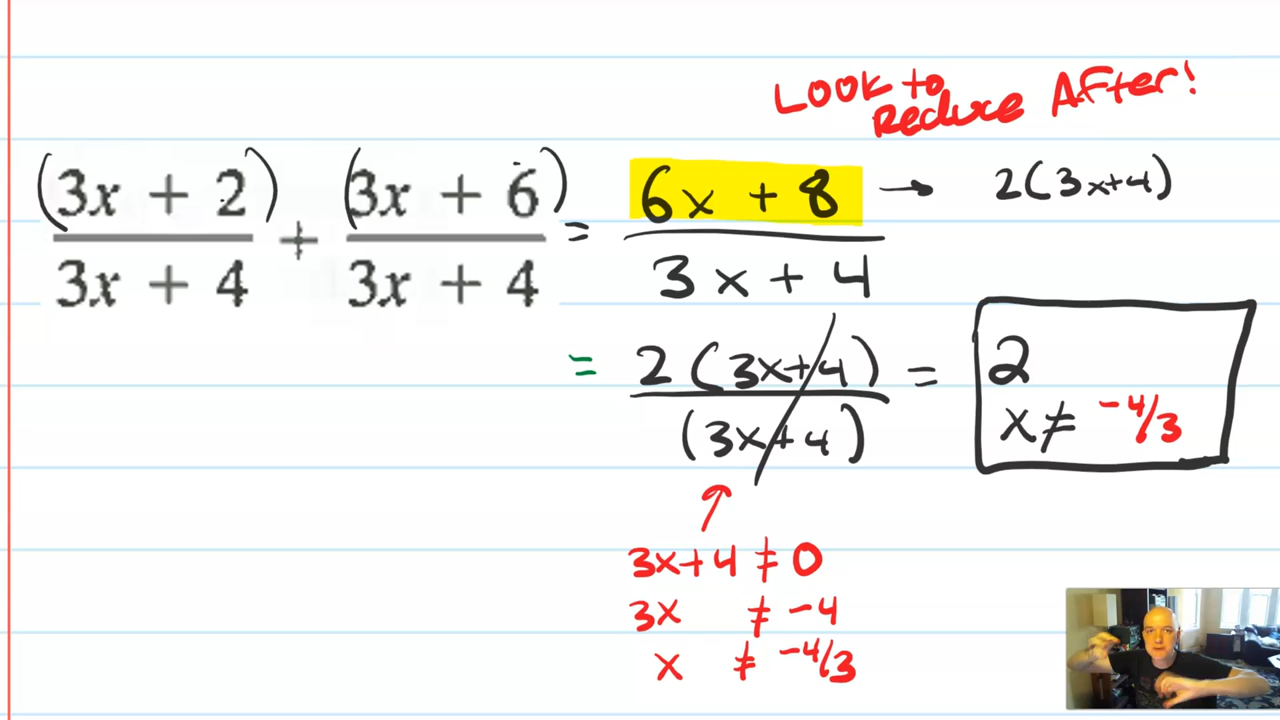 Look to
Reduce After!
(3x + 2)/(3x + 4) + (3x + 6)/(3x + 4) = (6x + 8)/(3x + 4) → 2(3x+4)
= 2(3x+4)/(3x+4) = 2
x ≠ -4/3
3x+4 ≠ 0
3x ≠ -4
x ≠ -4/3